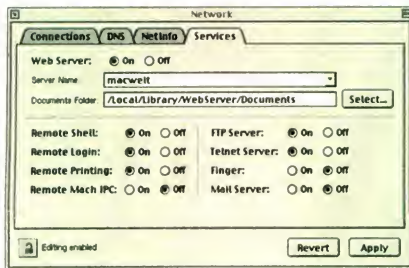 Network
Connections DNS NetInfo Services
Web Server: On Off
Server Name: macwelt
Documents Folder: /Local/Library/WebServer/Documents Select...
Remote Shell: On Off FTP Server: On Off
Remote Login: On Off Telnet Server: On Off
Remote Printing: On Off Finger: On Off
Remote Mach IPC: On Off Mail Server: On Off
Editing enabled Revert Apply